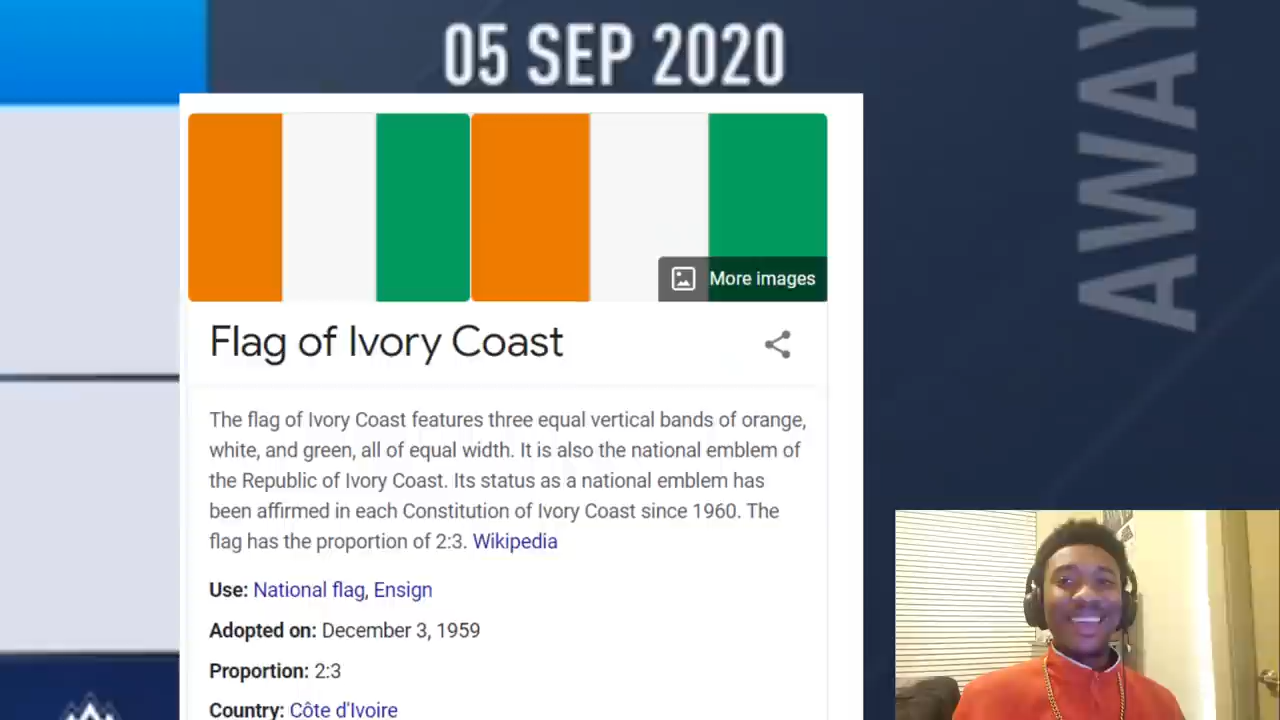 05 SEP 2020
AWAY
More images
Flag of Ivory Coast
The flag of Ivory Coast features three equal vertical bands of orange,
white, and green, all of equal width. It is also the national emblem of
the Republic of Ivory Coast. Its status as a national emblem has
been affirmed in each Constitution of Ivory Coast since 1960. The
flag has the proportion of 2:3. Wikipedia
Use: National flag, Ensign
Adopted on: December 3, 1959
Proportion: 2:3
Country: Côte d'Ivoire